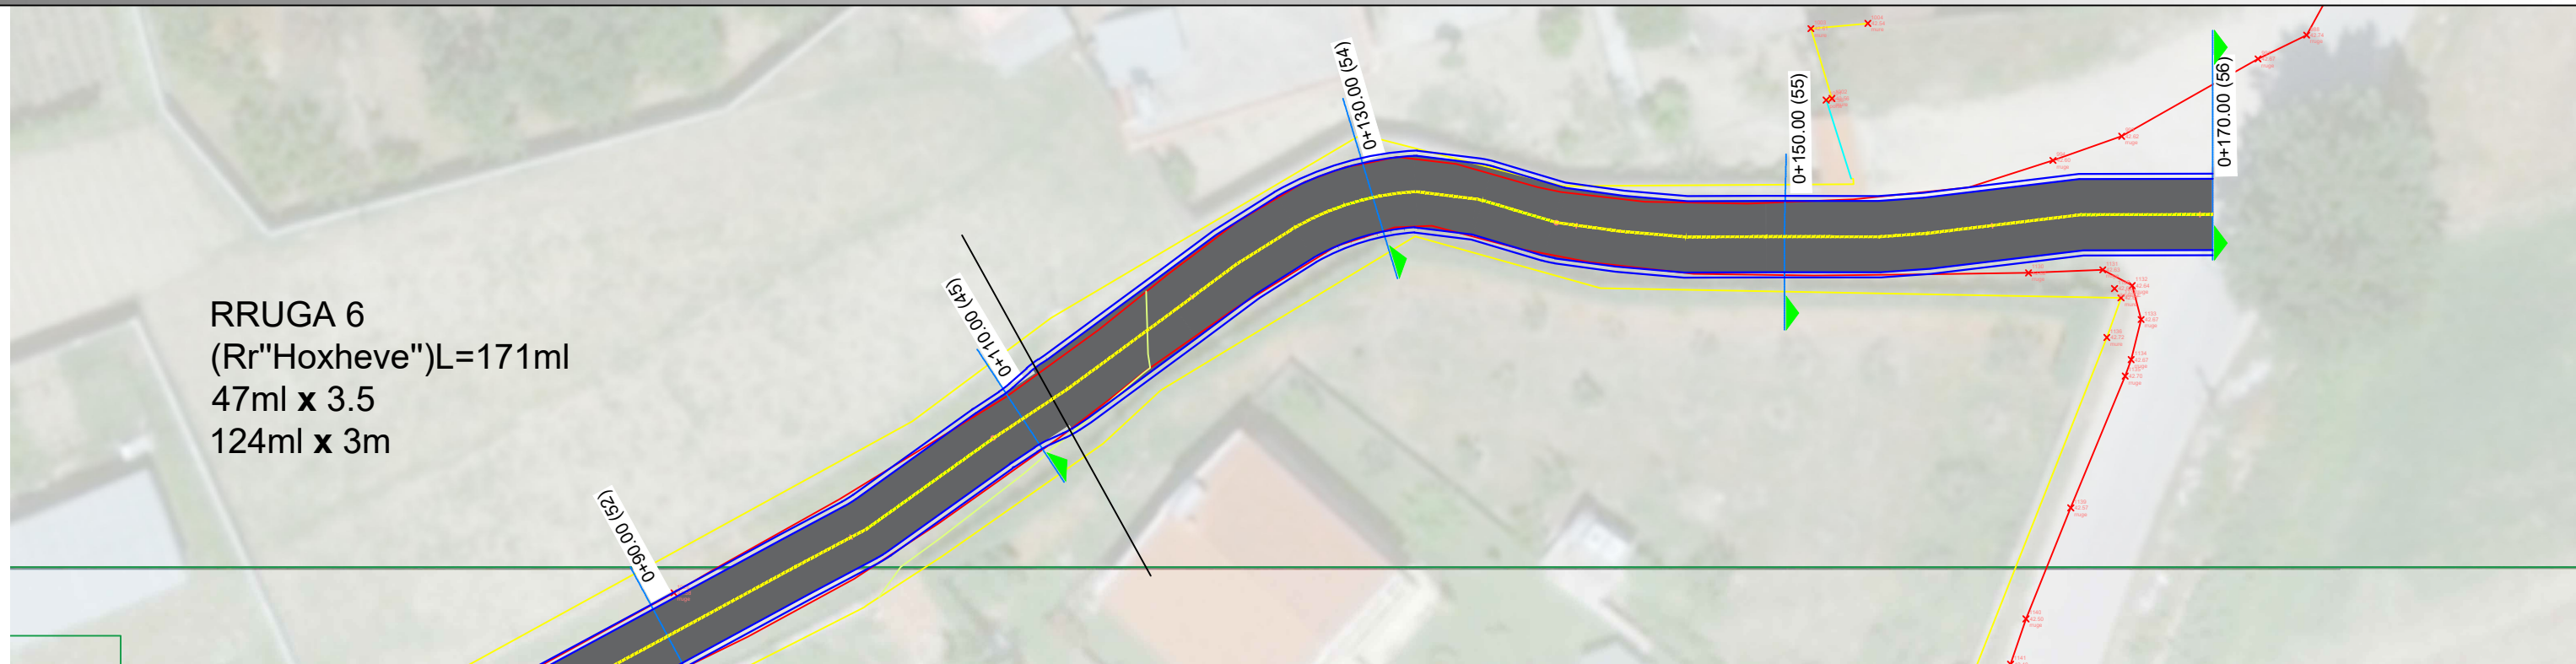 RRUGA 6
(Rr"Hoxheve")L=171ml
47ml x 3.5
124ml x 3m
0+90.00 (52)
0+110.00 (45)
0+130.00 (54)
0+150.00 (55)
0+170.00 (56)